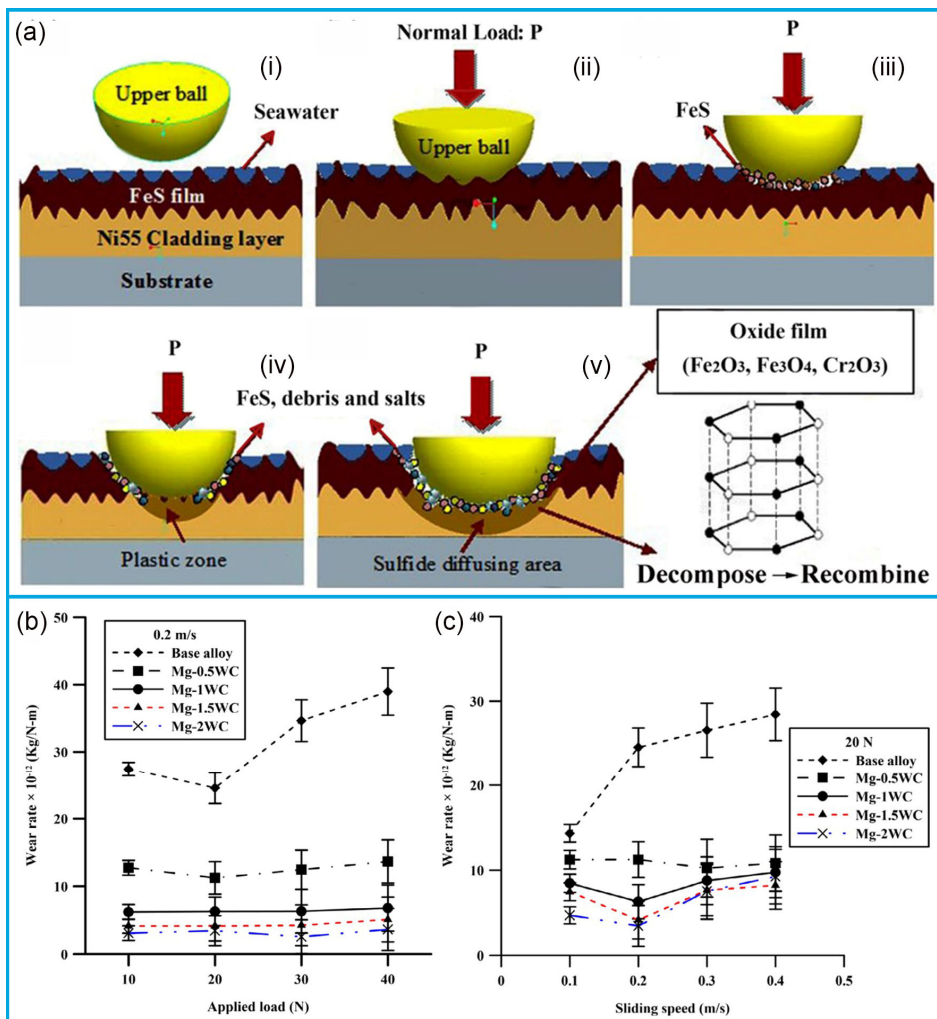 (a)
(i)
Upper ball
Seawater
FeS film
Ni55 Cladding layer
Substrate
Normal Load: P
(ii)
Upper ball
P
(iii)
FeS
P
(iv)
FeS, debris and salts
Plastic zone
P
(v)
Sulfide diffusing area
Oxide film
(Fe₂O₃, Fe₃O₄, Cr₂O₃)
Decompose → Recombine
(b)
50
40
30
20
10
0
10
20
30
40
Wear rate × 10⁻¹² (Kg/N-m)
Applied load (N)
0.2 m/s
Base alloy
Mg-0.5WC
Mg-1WC
Mg-1.5WC
Mg-2WC
(c)
40
30
20
10
0
0
0.1
0.2
0.3
0.4
0.5
Wear rate × 10⁻¹² (Kg/N-m)
Sliding speed (m/s)
20 N
Base alloy
Mg-0.5WC
Mg-1WC
Mg-1.5WC
Mg-2WC